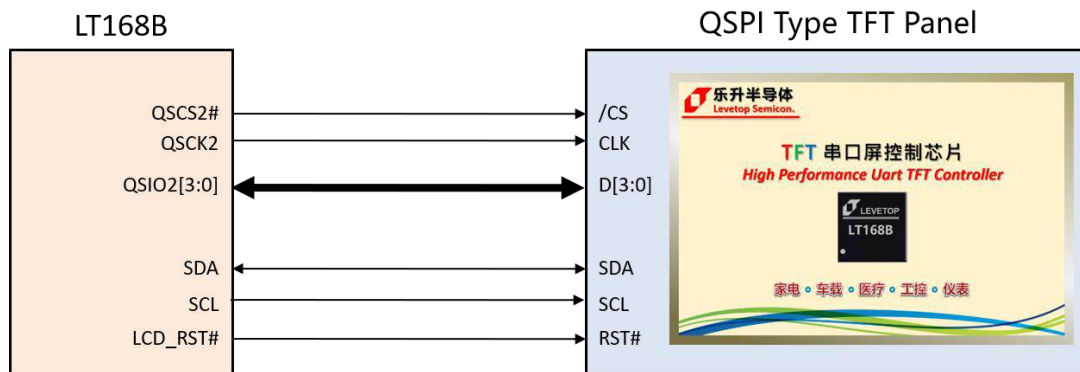 LT168B
QSPI Type TFT Panel
QSCS2#
QSCK2
QSIO2[3:0]
SDA
SCL
LCD_RST#
/CS
CLK
D[3:0]
SDA
SCL
RST#
乐升半导体
Levetop Semicon.
TFT 串口屏控制芯片
High Performance Uart TFT Controller
LEVETOP
LT168B
家电 • 车载 • 医疗 • 工控 • 仪表